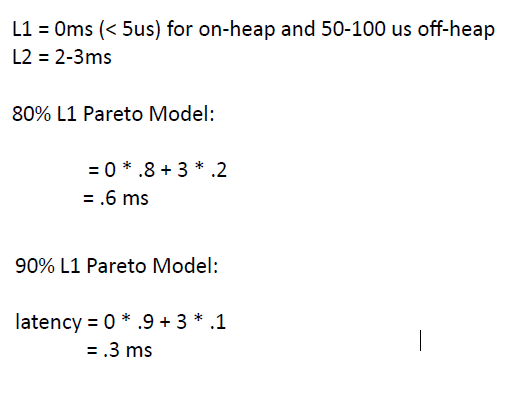 L1 = 0ms (< 5us) for on-heap and 50-100 us off-heap
L2 = 2-3ms
80% L1 Pareto Model:
= 0 * .8 + 3 * .2
= .6 ms
90% L1 Pareto Model:
latency = 0 * .9 + 3 * .1
= .3 ms